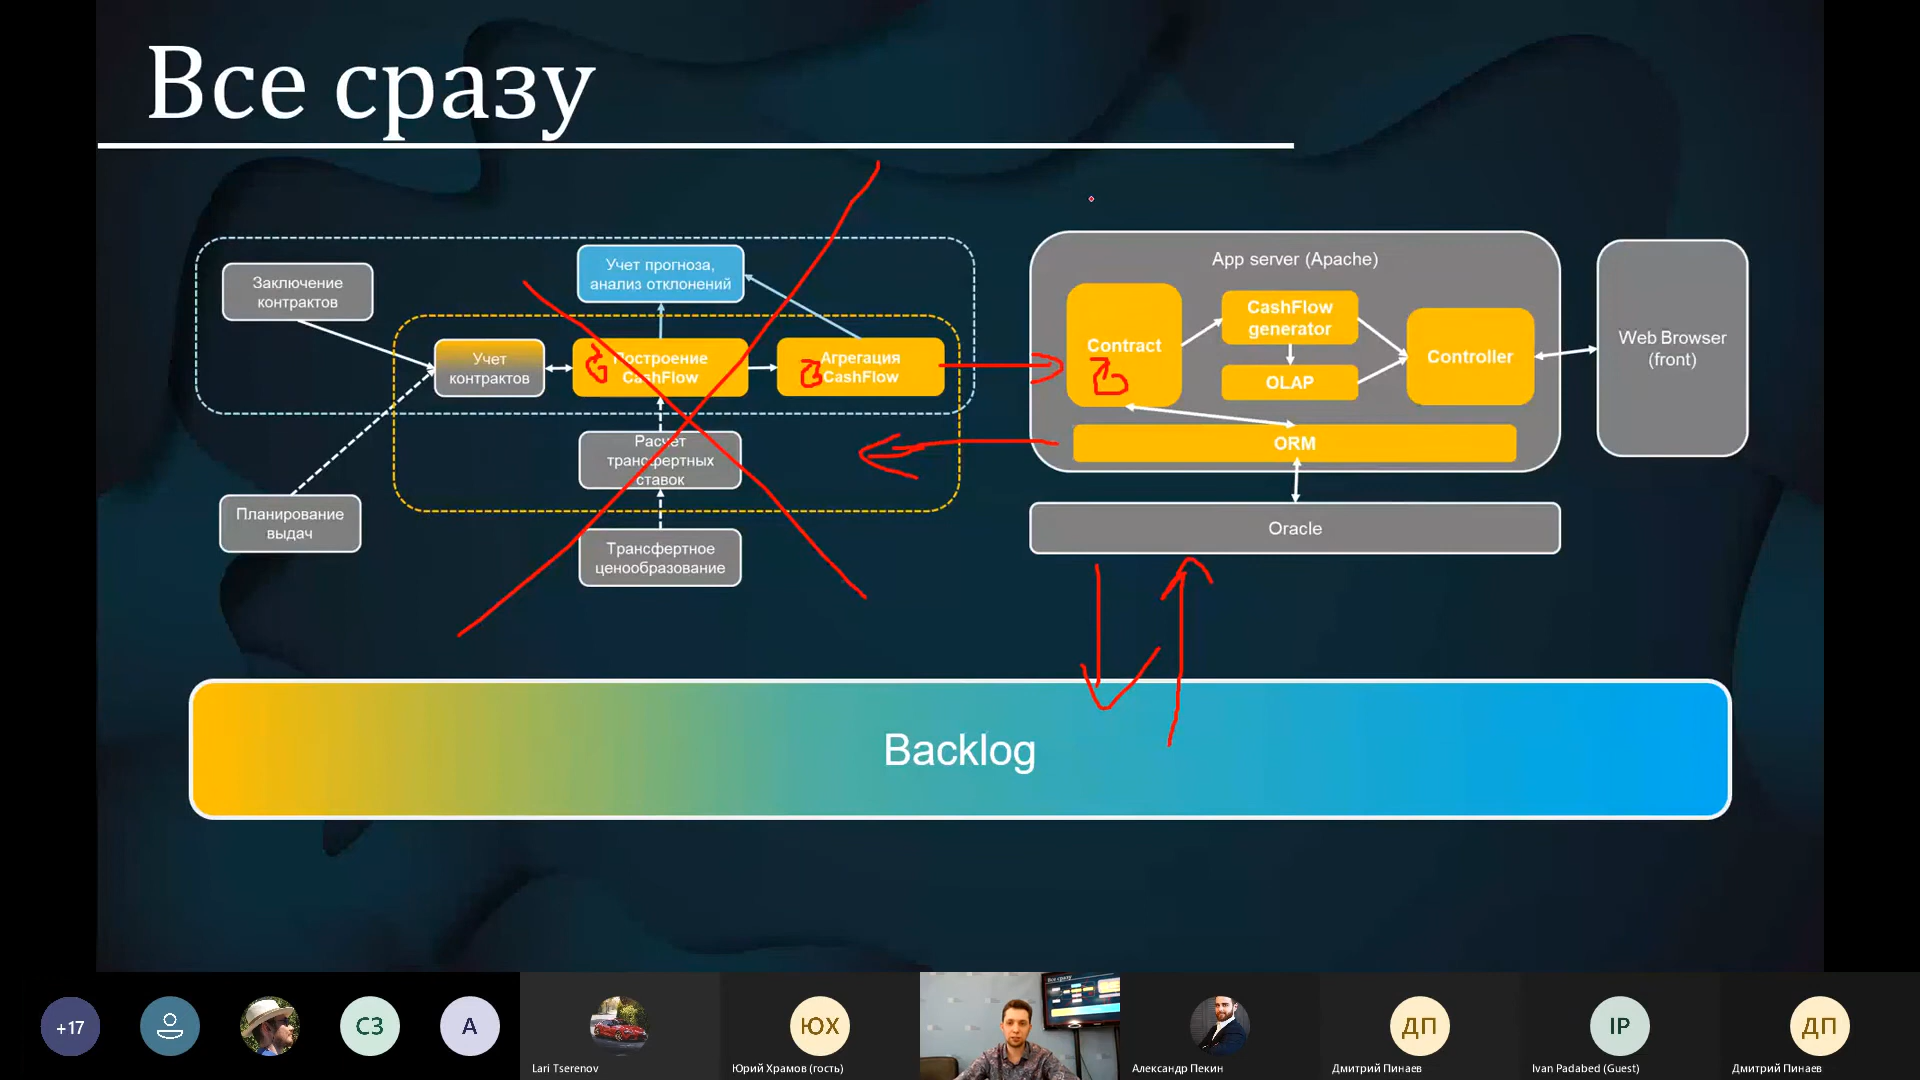 Все сразу
Заключение
контрактов
Учет прогноза,
анализ отклонений
Учет
контрактов
Построение
CashFlow
Агрегация
CashFlow
Расчет
трансфертных
ставок
Планирование
выдач
Трансфертное
ценообразование
App server (Apache)
Contract
CashFlow
generator
OLAP
Controller
ORM
Oracle
Web Browser
(front)
Backlog
+17
СЗ
A
Lari Tserenov
ЮХ
Юрий Храмов (гость)
Все сразу
Александр Пекин
ДП
Дмитрий Пинаев
IP
Ivan Padabed (Guest)
ДП
Дмитрий Пинаев